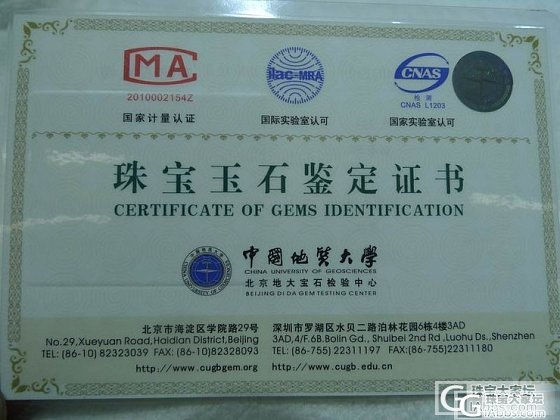 CMA
ilac-MRA
CNAS
2010002154Z
检测
CNAS L1203
国家计量认证
国际实验室认可
国家实验室认可
珠宝玉石鉴定证书
CERTIFICATE OF GEMS IDENTIFICATION
中国地质大学
CHINA UNIVERSITY OF GEOSCIENCES
北京地大宝石检验中心
BEIJING DI DA GEM TESTING CENTER
北京市海淀区学院路29号
No.29,Xueyuan Road,Haidian District,Beijing
TEL: (86-10) 82323039 FAX:(86-10)82328093
http://www.cugbgem.org
深圳市罗湖区水贝二路泊林花园6栋4楼3AD
3AD,4/F.6B.Bolin Gd., Shuibei 2nd Rd.,Luohu Ds.,Shenzhen
TEL:(86-755) 22311197 FAX:(86-755)22311180
http://www.cugb.edu.cn